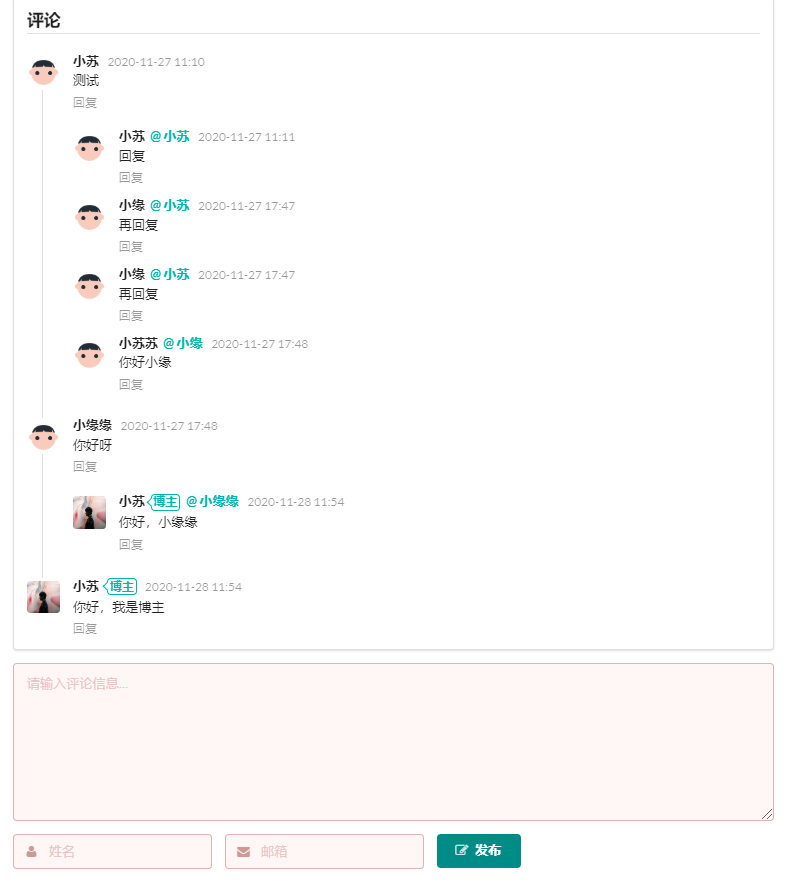 评论
小苏 2020-11-27 11:10
测试
回复
小苏 @小苏 2020-11-27 11:11
回复
回复
小缘 @小苏 2020-11-27 17:47
再回复
回复
小缘 @小苏 2020-11-27 17:47
再回复
回复
小苏苏 @小缘 2020-11-27 17:48
你好小缘
回复
小缘缘 2020-11-27 17:48
你好呀
回复
小苏 博主 @小缘缘 2020-11-28 11:54
你好，小缘缘
回复
小苏 博主 2020-11-28 11:54
你好，我是博主
回复
请输入评论信息...
姓名 邮箱 发布